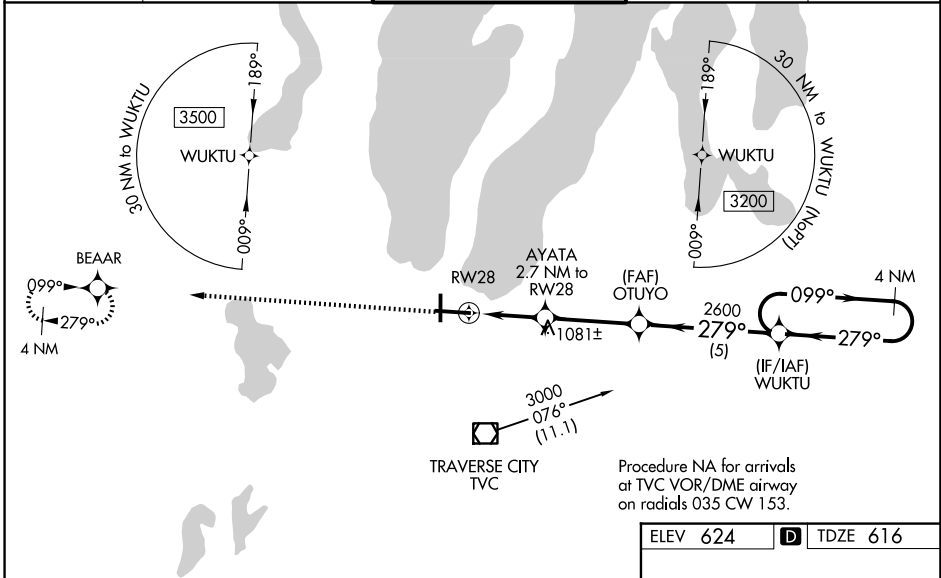 30 NM to WUKTU
3500
189°
WUKTU
009°
189°
WUKTU
3200
009°
30 NM to WUKTU (NoPT)
BEAAR
099°
279°
4 NM
RW28
AYATA
2.7 NM to
RW28
1081±
(FAF)
OTUYO
2600
279°
(5)
4 NM
099°
279°
(IF/IAF)
WUKTU
3000
076°
(11.1)
TRAVERSE CITY
TVC
Procedure NA for arrivals
at TVC VOR/DME airway
on radials 035 CW 153.
ELEV 624 D TDZE 616